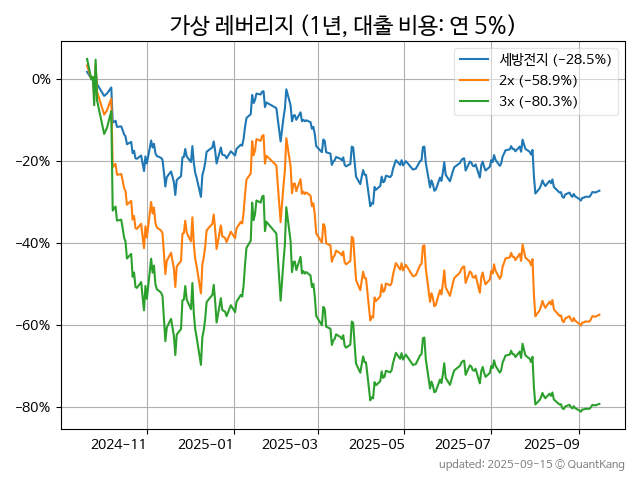 가상 레버리지 (1년, 대출 비용: 연 5%)
세방전지 (−28.5%)
2x (−58.9%)
3x (−80.3%)
0%
−20%
−40%
−60%
−80%
2024-11 2025-01 2025-03 2025-05 2025-07 2025-09
updated: 2025-09-15 © QuantKang